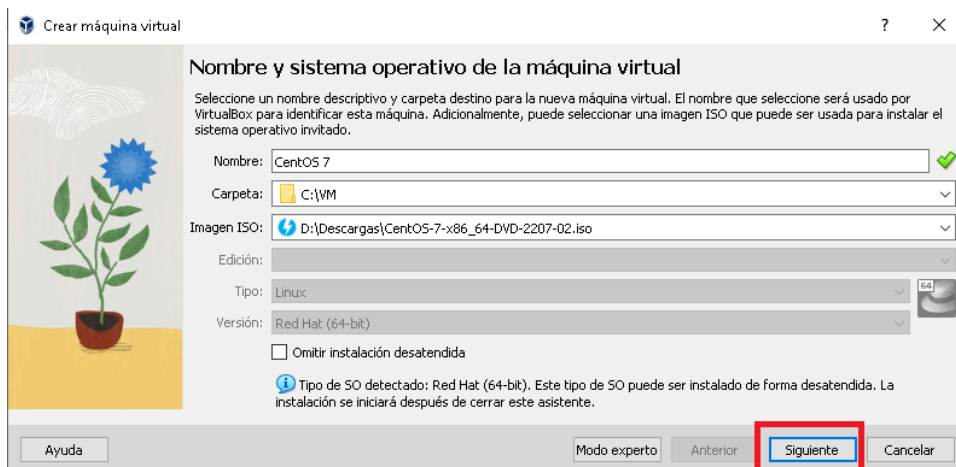 Crear máquina virtual
Nombre y sistema operativo de la máquina virtual
Seleccione un nombre descriptivo y carpeta destino para la nueva máquina virtual. El nombre que seleccione será usado por
VirtualBox para identificar esta máquina. Adicionalmente, puede seleccionar una imagen ISO que puede ser usada para instalar el
sistema operativo invitado.
Nombre: CentOS 7
Carpeta: C:\VM
Imagen ISO: D:\Descargas\CentOS-7-x86_64-DVD-2207-02.iso
Edición:
Tipo: Linux
64
Versión: Red Hat (64-bit)
Omitir instalación desatendida
Tipo de SO detectado: Red Hat (64-bit). Este tipo de SO puede ser instalado de forma desatendida. La
instalación se iniciará después de cerrar este asistente.
Ayuda Modo experto Anterior Siguiente Cancelar